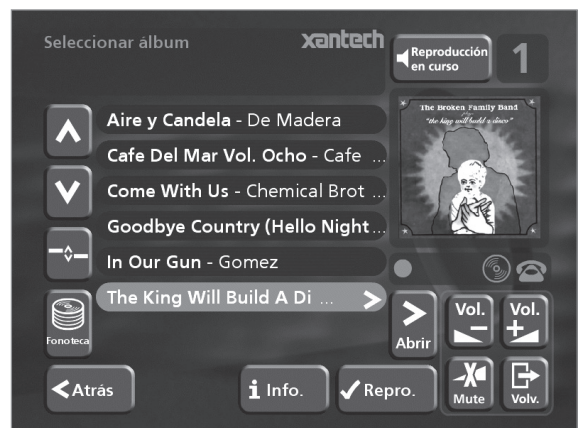 Seleccionar álbum
xantech
Reproducción
en curso
1
The Broken Family Band
"the king will build a disco"
Aire y Candela - De Madera
Cafe Del Mar Vol. Ocho - Cafe ...
Come With Us - Chemical Brot ...
Goodbye Country (Hello Night ...
In Our Gun - Gomez
The King Will Build A Di ... >
Fonoteca
Abrir
Vol.
Vol.
Atrás
i Info.
Repro.
Mute
Volv.